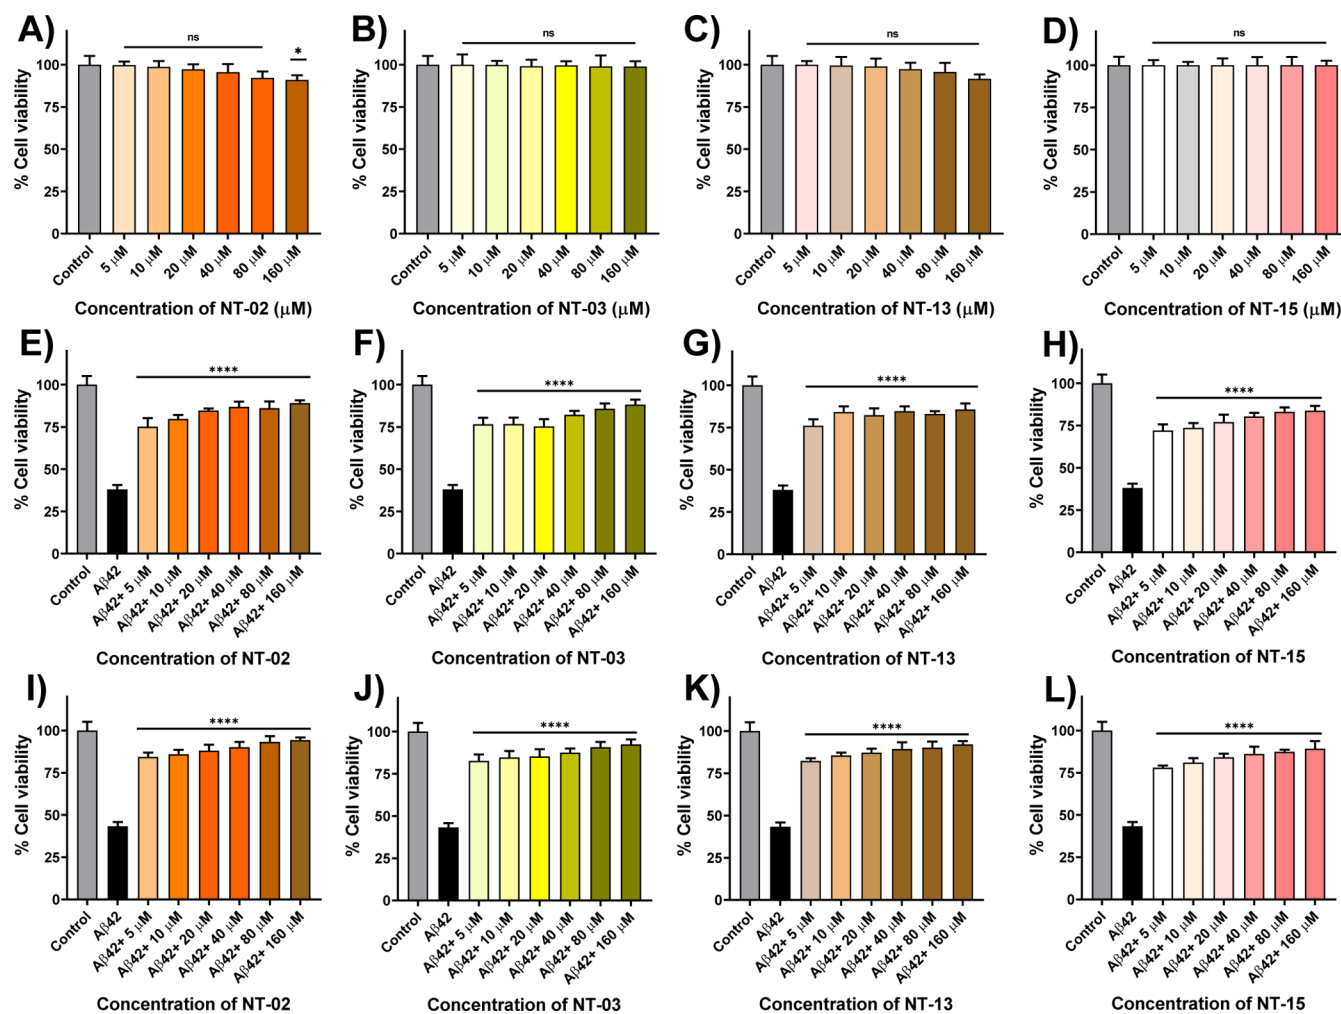 A)
ns
*
% Cell viability
100
75
50
25
0
Control
5 μM
10 μM
20 μM
40 μM
80 μM
160 μM
Concentration of NT-02 (μM)
B)
ns
% Cell viability
100
75
50
25
0
Control
5 μM
10 μM
20 μM
40 μM
80 μM
160 μM
Concentration of NT-03 (μM)
C)
ns
% Cell viability
100
75
50
25
0
Control
5 μM
10 μM
20 μM
40 μM
80 μM
160 μM
Concentration of NT-13 (μM)
D)
ns
% Cell viability
100
75
50
25
0
Control
5 μM
10 μM
20 μM
40 μM
80 μM
160 μM
Concentration of NT-15 (μM)
E)
****
% Cell viability
100
75
50
25
0
Control
Aβ42
Aβ42+ 5 μM
Aβ42+ 10 μM
Aβ42+ 20 μM
Aβ42+ 40 μM
Aβ42+ 80 μM
Aβ42+ 160 μM
Concentration of NT-02
F)
****
% Cell viability
100
75
50
25
0
Control
Aβ42
Aβ42+ 5 μM
Aβ42+ 10 μM
Aβ42+ 20 μM
Aβ42+ 40 μM
Aβ42+ 80 μM
Aβ42+ 160 μM
Concentration of NT-03
G)
****
% Cell viability
100
75
50
25
0
Control
Aβ42
Aβ42+ 5 μM
Aβ42+ 10 μM
Aβ42+ 20 μM
Aβ42+ 40 μM
Aβ42+ 80 μM
Aβ42+ 160 μM
Concentration of NT-13
H)
****
% Cell viability
100
75
50
25
0
Control
Aβ42
Aβ42+ 5 μM
Aβ42+ 10 μM
Aβ42+ 20 μM
Aβ42+ 40 μM
Aβ42+ 80 μM
Aβ42+ 160 μM
Concentration of NT-15
I)
****
% Cell viability
100
75
50
25
0
Control
Aβ42
Aβ42+ 5 μM
Aβ42+ 10 μM
Aβ42+ 20 μM
Aβ42+ 40 μM
Aβ42+ 80 μM
Aβ42+ 160 μM
Concentration of NT-02
J)
****
% Cell viability
100
75
50
25
0
Control
Aβ42
Aβ42+ 5 μM
Aβ42+ 10 μM
Aβ42+ 20 μM
Aβ42+ 40 μM
Aβ42+ 80 μM
Aβ42+ 160 μM
Concentration of NT-03
K)
****
% Cell viability
100
75
50
25
0
Control
Aβ42
Aβ42+ 5 μM
Aβ42+ 10 μM
Aβ42+ 20 μM
Aβ42+ 40 μM
Aβ42+ 80 μM
Aβ42+ 160 μM
Concentration of NT-13
L)
****
% Cell viability
100
75
50
25
0
Control
Aβ42
Aβ42+ 5 μM
Aβ42+ 10 μM
Aβ42+ 20 μM
Aβ42+ 40 μM
Aβ42+ 80 μM
Aβ42+ 160 μM
Concentration of NT-15